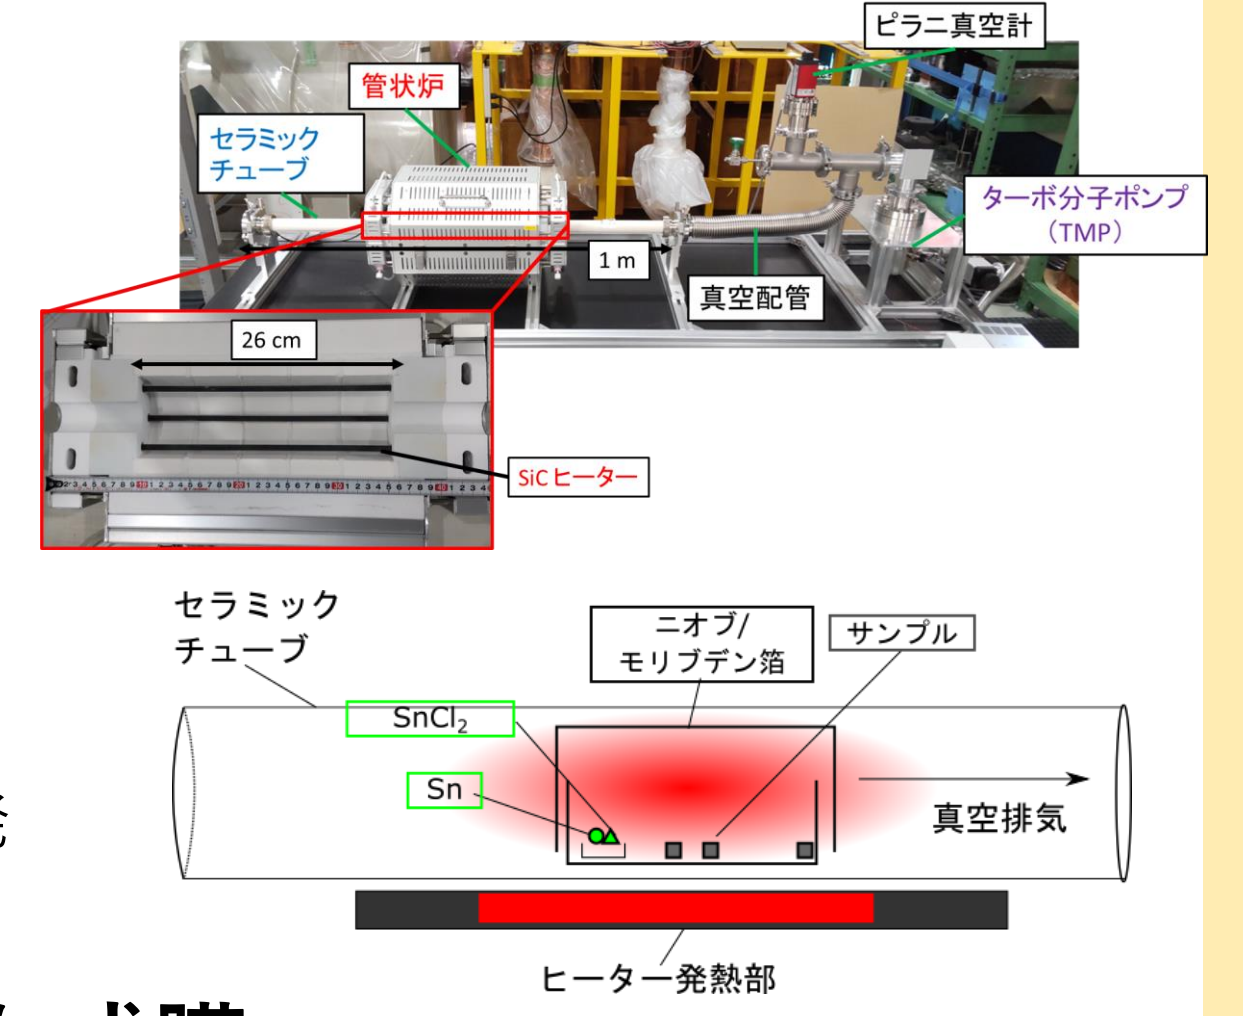 ピラニ真空計
管状炉
セラミック
チューブ
ターボ分子ポンプ
（TMP）
1 m
真空配管
26 cm
SiCヒーター
セラミック
チューブ
ニオブ/
モリブデン箔
サンプル
SnCl₂
Sn
真空排気
ヒーター発熱部